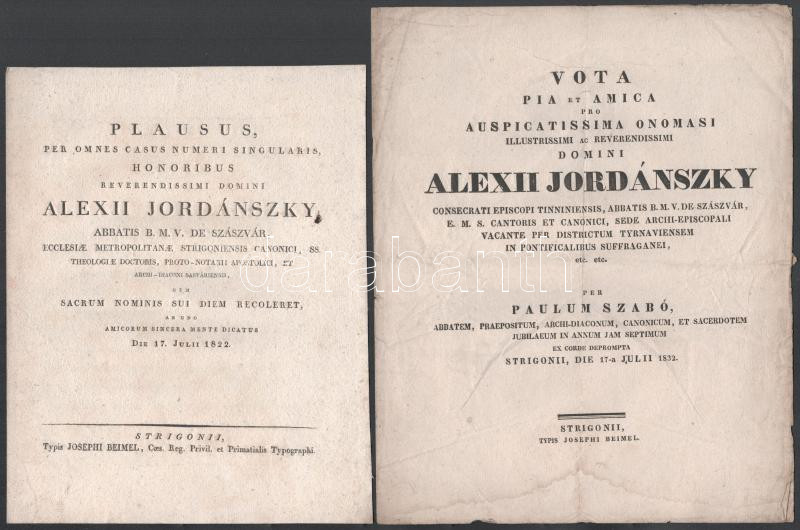 PLAUSUS,
PER OMNES CASUS NUMERI SINGULARIS,
HONORIBUS
REVERENDISSIMI DOMINI
ALEXII JORDÁNSZKY,
ABBATIS B. M. V. DE SZÁSZVÁR,
ECCLESIÆ METROPOLITANÆ STRIGONIENSIS CANONICI, SS.
THEOLOGIÆ DOCTORIS, PROTO-NOTARII APOSTOLICI, ET
ARCHI-DIACONI SASVÁRIENSIS,
CUM
SACRUM NOMINIS SUI DIEM RECOLERET,
AB UNO
AMICORUM SINCERA MENTE DICATUS
DIE 17. JULII 1822.
STRIGONII,
Typis JOSEPHI BEIMEL, Cæs. Reg. Privil. et Primatialis Typographi.
VOTA
PIA ET AMICA
PRO
AUSPICATISSIMA ONOMASI
ILLUSTRISSIMI AC REVERENDISSIMI
DOMINI
ALEXII JORDÁNSZKY
CONSECRATI EPISCOPI TINNINIENSIS, ABBATIS B. M. V. DE SZÁSZVÁR,
E. M. S. CANTORIS ET CANONICI, SEDE ARCHI-EPISCOPALI
VACANTE PER DISTRICTUM TYRNAVIENSEM
IN PONTIFICALIBUS SUFFRAGANEI,
etc. etc.
PER
PAULUM SZABÓ,
ABBATEM, PRAEPOSITUM, ARCHI-DIACONUM, CANONICUM, ET SACERDOTEM
JUBILAEUM IN ANNUM JAM SEPTIMUM
EX CORDE DEPROMPTA
STRIGONII, DIE 17-a JULII 1832.
STRIGONII,
TYPIS JOSEPHI BEIMEL.
darabanth.com